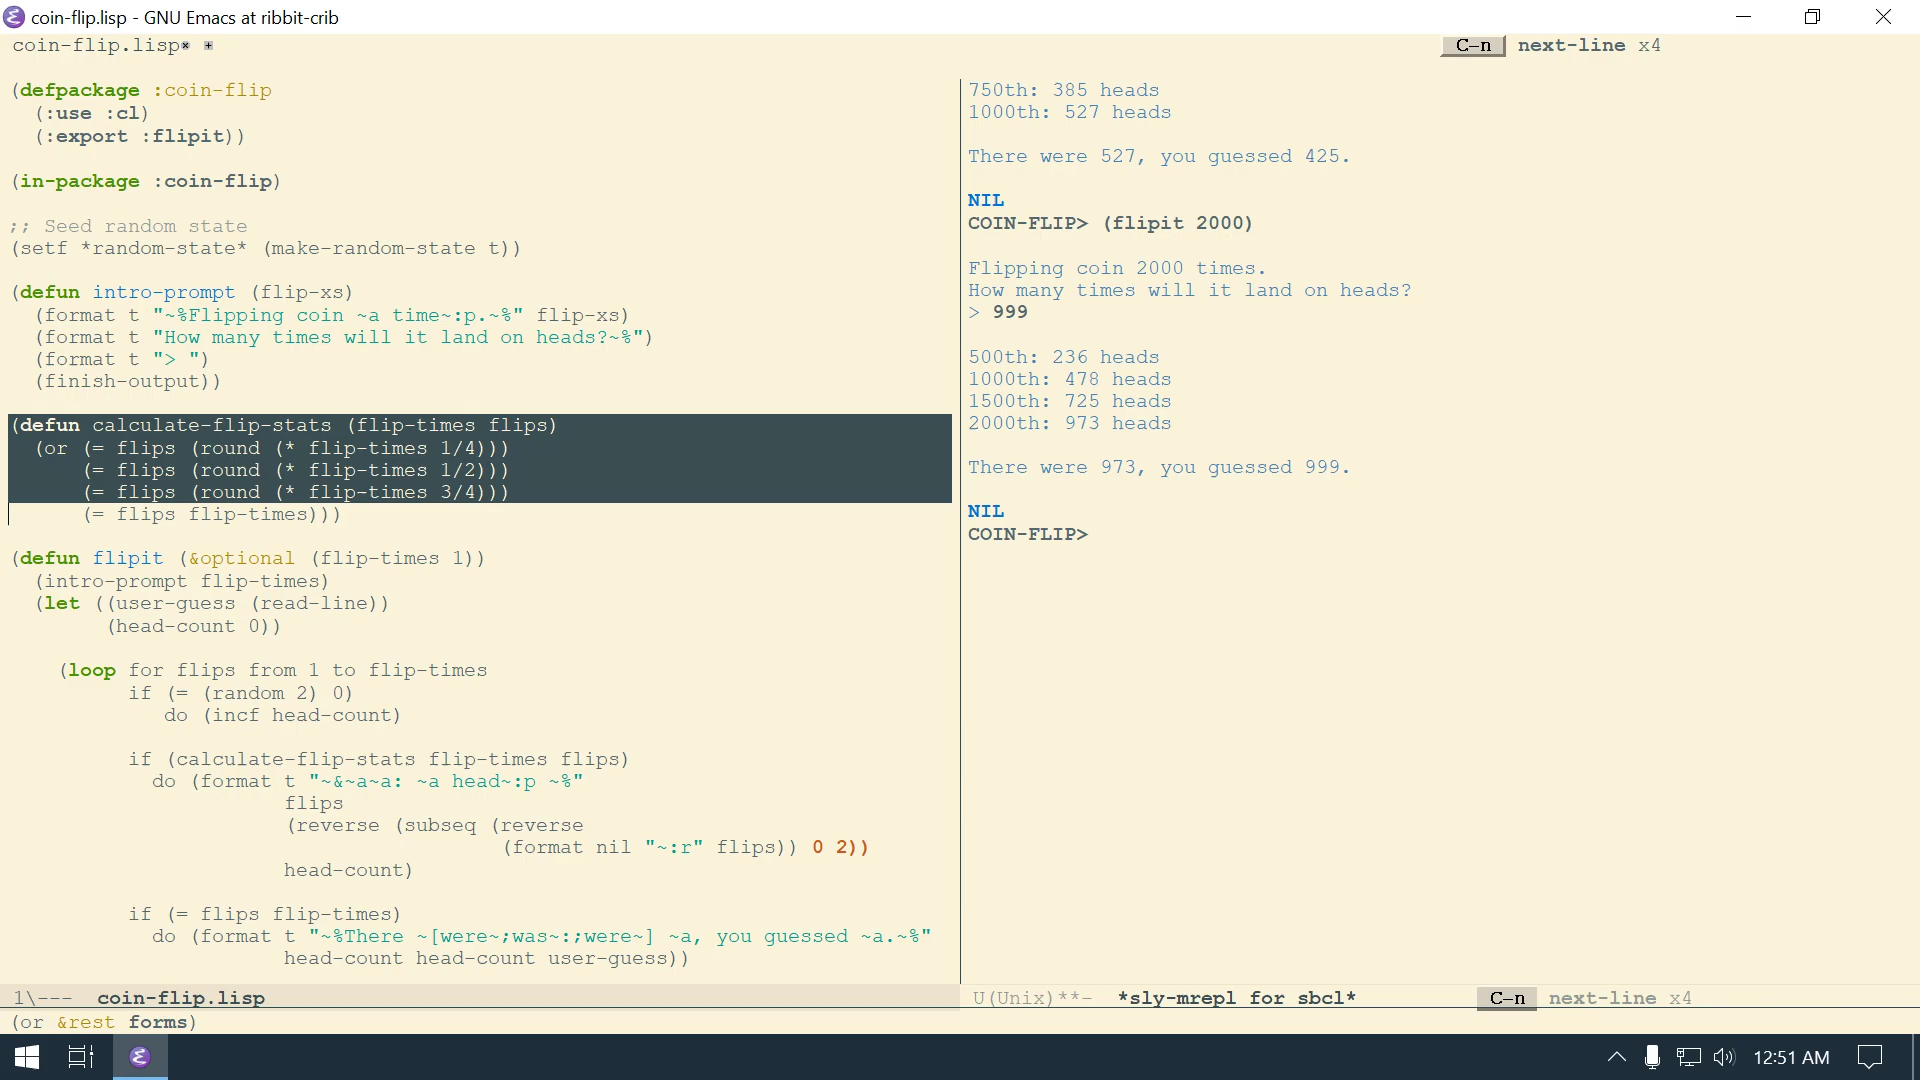 coin-flip.lisp - GNU Emacs at ribbit-crib
coin-flip.lisp
C-n next-line x4
(defpackage :coin-flip
  (:use :cl)
  (:export :flipit))
(in-package :coin-flip)
;; Seed random state
(setf *random-state* (make-random-state t))
(defun intro-prompt (flip-xs)
  (format t "~%Flipping coin ~a time~:p.~%" flip-xs)
  (format t "How many times will it land on heads?~%")
  (format t "> ")
  (finish-output))
(defun calculate-flip-stats (flip-times flips)
  (or (= flips (round (* flip-times 1/4)))
      (= flips (round (* flip-times 1/2)))
      (= flips (round (* flip-times 3/4)))
      (= flips flip-times)))
(defun flipit (&optional (flip-times 1))
  (intro-prompt flip-times)
  (let ((user-guess (read-line))
        (head-count 0))
    (loop for flips from 1 to flip-times
          if (= (random 2) 0)
             do (incf head-count)
          if (calculate-flip-stats flip-times flips)
            do (format t "~&~a~a: ~a head~:p ~%"
                       flips
                       (reverse (subseq (reverse
                                         (format nil "~:r" flips)) 0 2))
                       head-count)
          if (= flips flip-times)
            do (format t "~%There ~[were~;was~:;were~] ~a, you guessed ~a.~%"
                       head-count head-count user-guess))
750th: 385 heads
1000th: 527 heads
There were 527, you guessed 425.
NIL
COIN-FLIP> (flipit 2000)
Flipping coin 2000 times.
How many times will it land on heads?
> 999
500th: 236 heads
1000th: 478 heads
1500th: 725 heads
2000th: 973 heads
There were 973, you guessed 999.
NIL
COIN-FLIP>
1\--- coin-flip.lisp
U(Unix)**- *sly-mrepl for sbcl* C-n next-line x4
(or &rest forms)
12:51 AM